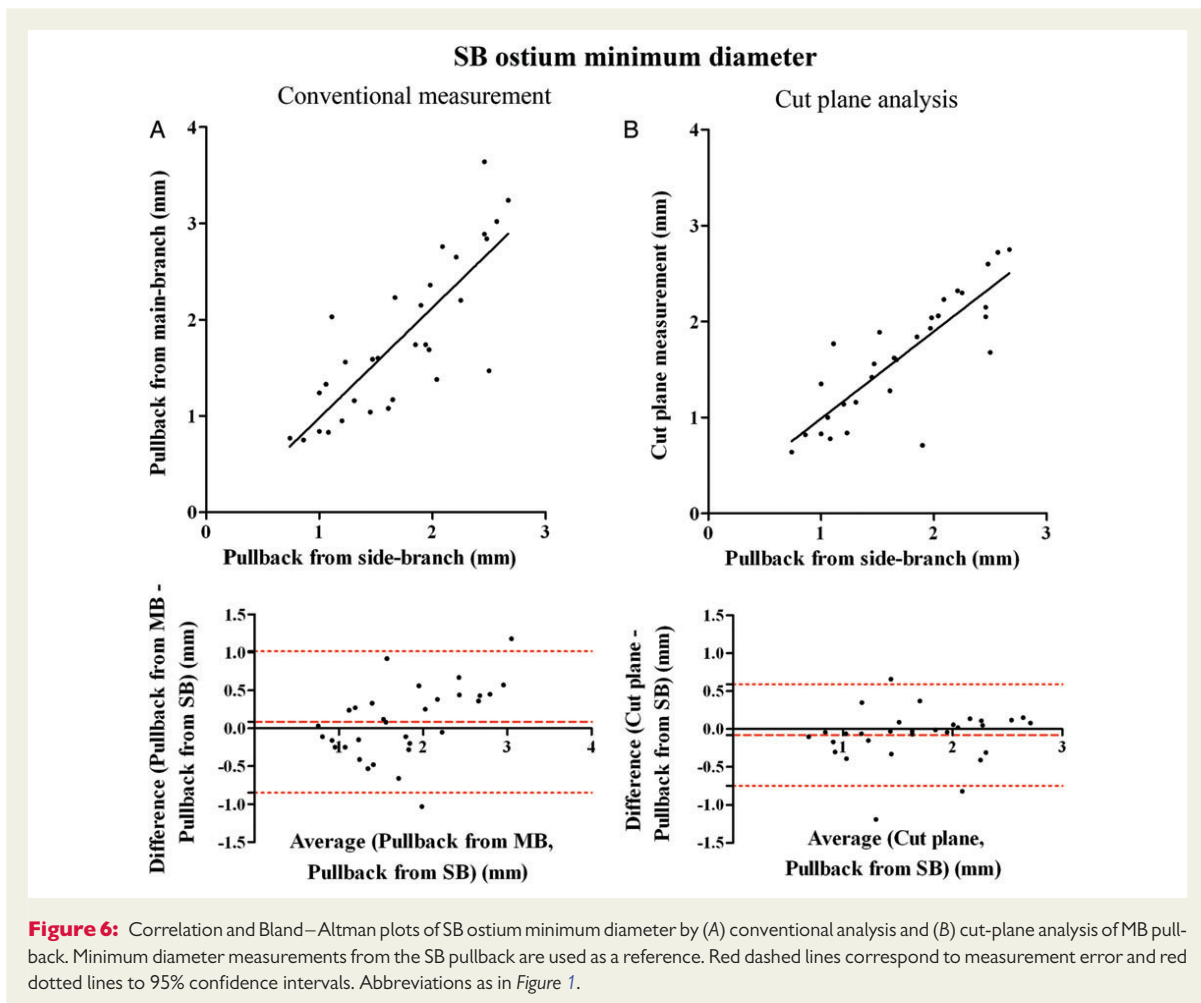 SB ostium minimum diameter
Conventional measurement
A
Pullback from main-branch (mm)
4
3
2
1
0
0 1 2 3
Pullback from side-branch (mm)
Cut plane analysis
B
Cut plane measurement (mm)
4
3
2
1
0
0 1 2 3
Pullback from side-branch (mm)
Difference (Pullback from MB -
Pullback from SB) (mm)
1.5
1.0
0.5
0.0
-0.5
-1.0
-1.5
1 2 3 4
Average (Pullback from MB,
Pullback from SB) (mm)
Difference (Cut plane -
Pullback from SB) (mm)
1.5
1.0
0.5
0.0
-0.5
-1.0
-1.5
1 2 3
Average (Cut plane,
Pullback from SB) (mm)
Figure 6: Correlation and Bland–Altman plots of SB ostium minimum diameter by (A) conventional analysis and (B) cut-plane analysis of MB pull-
back. Minimum diameter measurements from the SB pullback are used as a reference. Red dashed lines correspond to measurement error and red
dotted lines to 95% confidence intervals. Abbreviations as in Figure 1.